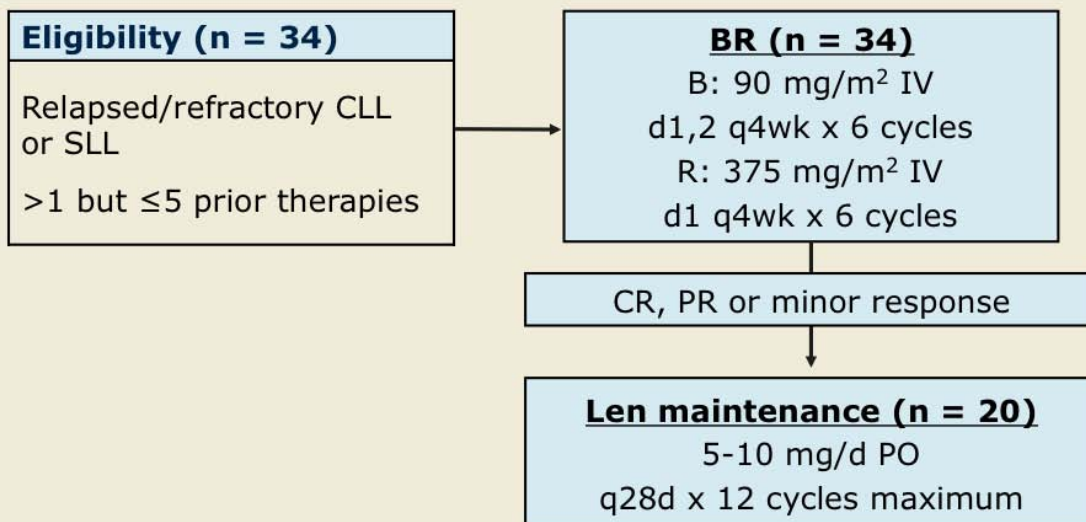 Eligibility (n = 34)
Relapsed/refractory CLL
or SLL
>1 but ≤5 prior therapies
BR (n = 34)
B: 90 mg/m² IV
d1,2 q4wk x 6 cycles
R: 375 mg/m² IV
d1 q4wk x 6 cycles
CR, PR or minor response
Len maintenance (n = 20)
5-10 mg/d PO
q28d x 12 cycles maximum